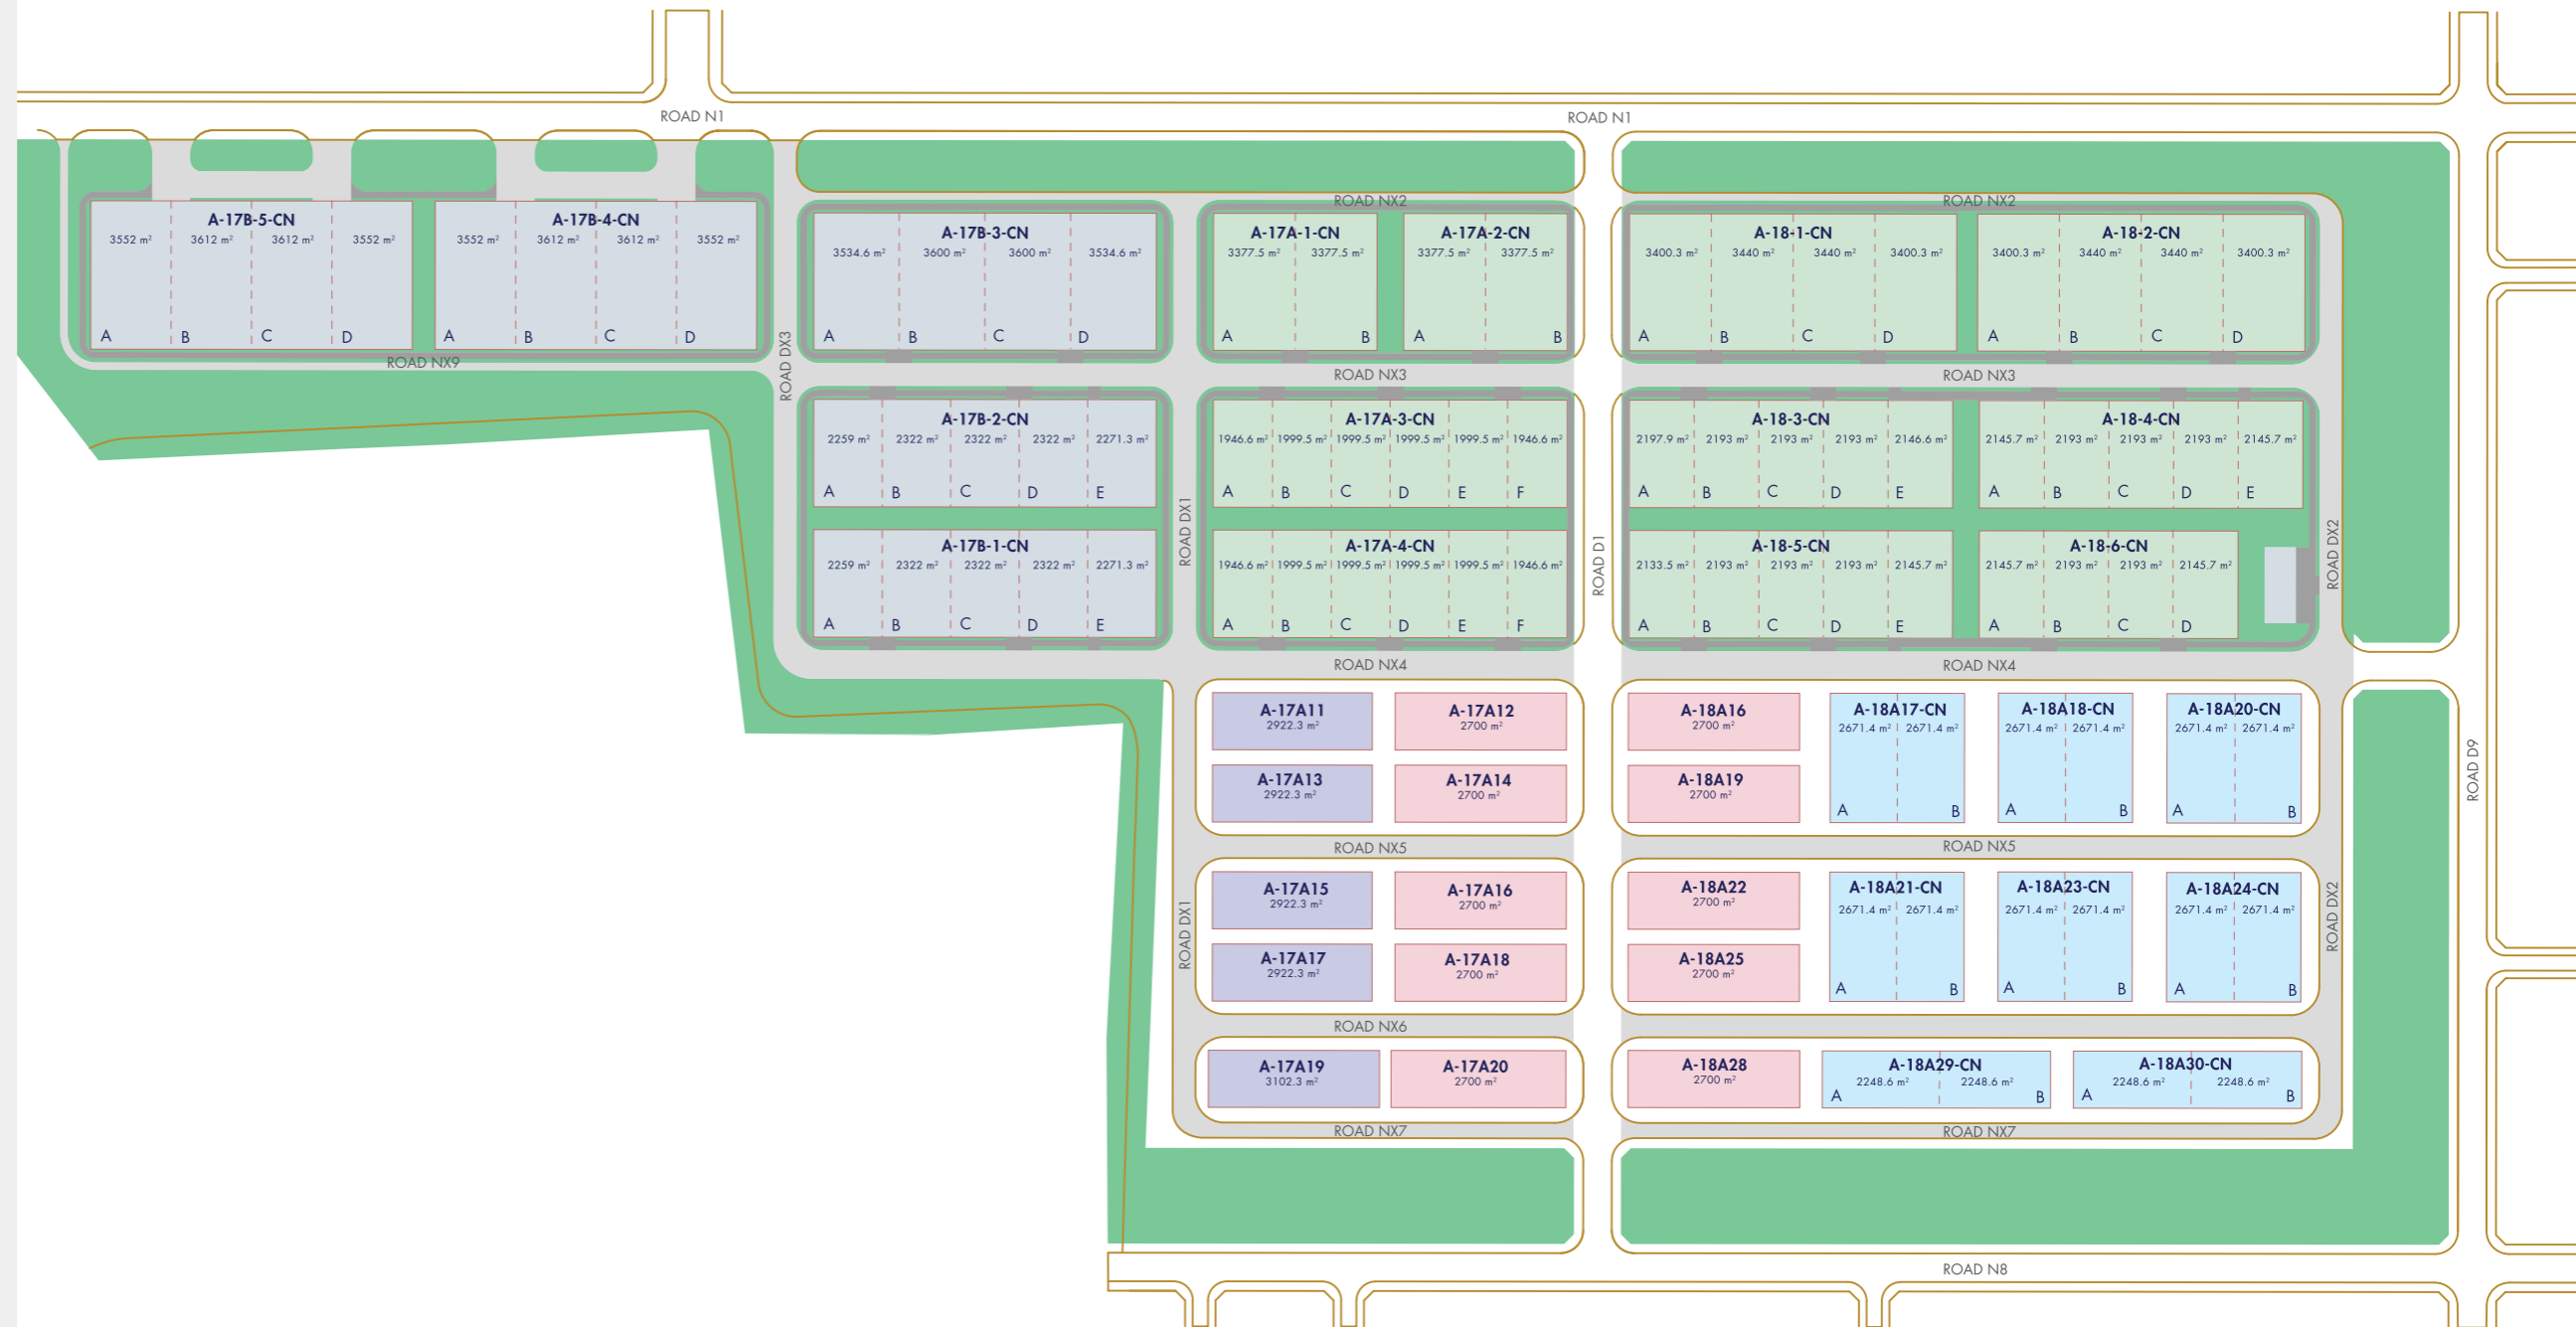 ROAD N1
ROAD N1
ROAD NX2
ROAD NX2
A-17B-5-CN
3552 m² 3612 m² 3612 m² 3552 m²
A B C D
A-17B-4-CN
3552 m² 3612 m² 3612 m² 3552 m²
A B C D
ROAD NX9
ROAD DX3
A-17B-3-CN
3534.6 m² 3600 m² 3600 m² 3534.6 m²
A B C D
A-17A-1-CN
3377.5 m² 3377.5 m²
A B
A-17A-2-CN
3377.5 m² 3377.5 m²
A B
A-18-1-CN
3400.3 m² 3440 m² 3440 m² 3400.3 m²
A B C D
A-18-2-CN
3400.3 m² 3440 m² 3440 m² 3400.3 m²
A B C D
ROAD NX3
ROAD NX3
A-17B-2-CN
2259 m² 2322 m² 2322 m² 2322 m² 2271.3 m²
A B C D E
A-17A-3-CN
1946.6 m² 1999.5 m² 1999.5 m² 1999.5 m² 1999.5 m² 1946.6 m²
A B C D E F
A-18-3-CN
2197.9 m² 2193 m² 2193 m² 2193 m² 2146.6 m²
A B C D E
A-18-4-CN
2145.7 m² 2193 m² 2193 m² 2193 m² 2145.7 m²
A B C D E
ROAD DX1
ROAD D1
ROAD DX2
A-17B-1-CN
2259 m² 2322 m² 2322 m² 2322 m² 2271.3 m²
A B C D E
A-17A-4-CN
1946.6 m² 1999.5 m² 1999.5 m² 1999.5 m² 1999.5 m² 1946.6 m²
A B C D E F
A-18-5-CN
2133.5 m² 2193 m² 2193 m² 2193 m² 2145.7 m²
A B C D E
A-18-6-CN
2145.7 m² 2193 m² 2193 m² 2145.7 m²
A B C D
ROAD NX4
ROAD NX4
A-17A11
2922.3 m²
A-17A12
2700 m²
A-18A16
2700 m²
A-18A17-CN
2671.4 m² 2671.4 m²
A B
A-18A18-CN
2671.4 m² 2671.4 m²
A B
A-18A20-CN
2671.4 m² 2671.4 m²
A B
A-17A13
2922.3 m²
A-17A14
2700 m²
A-18A19
2700 m²
ROAD D9
ROAD NX5
ROAD NX5
A-17A15
2922.3 m²
A-17A16
2700 m²
A-18A22
2700 m²
A-18A21-CN
2671.4 m² 2671.4 m²
A B
A-18A23-CN
2671.4 m² 2671.4 m²
A B
A-18A24-CN
2671.4 m² 2671.4 m²
A B
ROAD DX1
ROAD DX2
A-17A17
2922.3 m²
A-17A18
2700 m²
A-18A25
2700 m²
ROAD NX6
A-17A19
3102.3 m²
A-17A20
2700 m²
A-18A28
2700 m²
A-18A29-CN
2248.6 m² 2248.6 m²
A B
A-18A30-CN
2248.6 m² 2248.6 m²
A B
ROAD NX7
ROAD NX7
ROAD N8